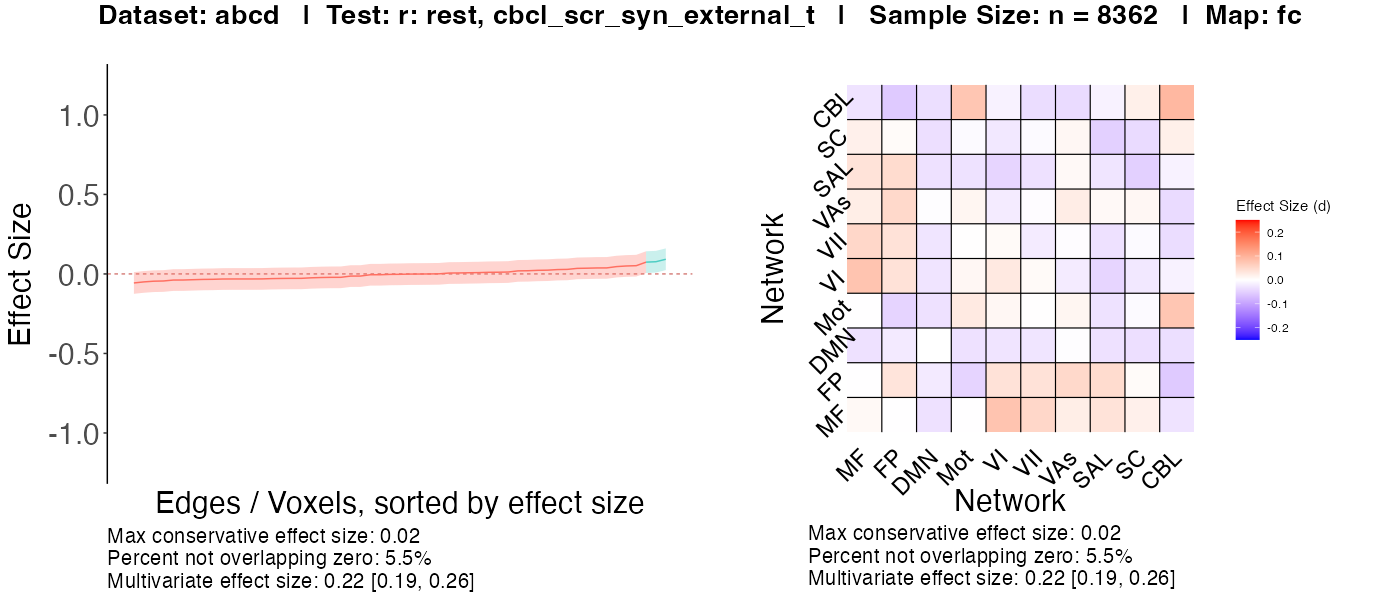 Dataset: abcd | Test: r: rest, cbcl_scr_syn_external_t | Sample Size: n = 8362 | Map: fc
Effect Size
1.0
0.5
0.0
-0.5
-1.0
Edges / Voxels, sorted by effect size
Max conservative effect size: 0.02
Percent not overlapping zero: 5.5%
Multivariate effect size: 0.22 [0.19, 0.26]
Network
CBL
SC
SAL
VAs
VII
VI
Mot
DMN
FP
MF
MF FP DMN Mot VI VII VAs SAL SC CBL
Network
Max conservative effect size: 0.02
Percent not overlapping zero: 5.5%
Multivariate effect size: 0.22 [0.19, 0.26]
Effect Size (d)
0.2
0.1
0.0
-0.1
-0.2